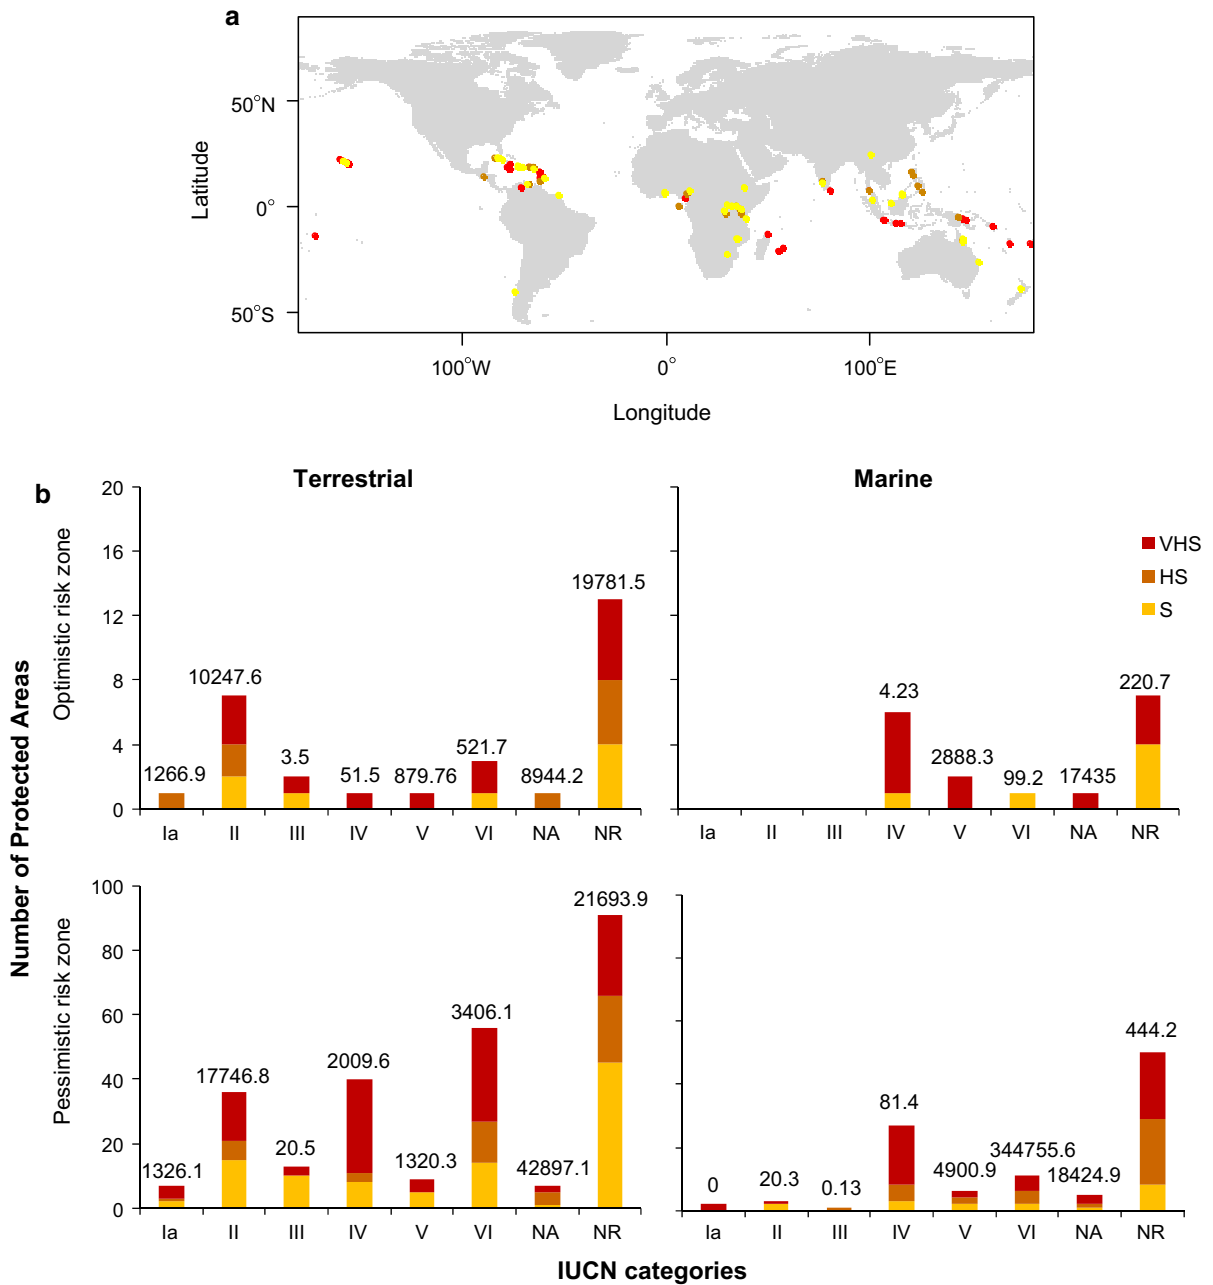 a
Latitude
50°N
0°
50°S
100°W
0°
100°E
Longitude
b
Terrestrial
Marine
Number of Protected Areas
Optimistic risk zone
20
16
12
8
4
0
1266.9
10247.6
3.5
51.5
879.76
521.7
8944.2
19781.5
Ia
II
III
IV
V
VI
NA
NR
4.23
2888.3
99.2
17435
220.7
Ia
II
III
IV
V
VI
NA
NR
VHS
HS
S
Pessimistic risk zone
100
80
60
40
20
0
1326.1
17746.8
20.5
2009.6
1320.3
3406.1
42897.1
21693.9
Ia
II
III
IV
V
VI
NA
NR
0
20.3
0.13
81.4
4900.9
344755.6
18424.9
444.2
Ia
II
III
IV
V
VI
NA
NR
IUCN categories